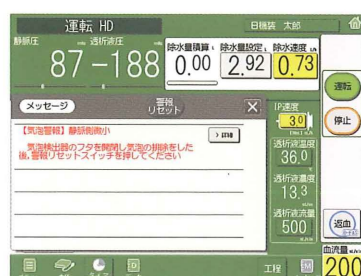 運転 HD
日機装 太郎
静脈圧 透析液圧
87 -188
除水量積算 除水量設定 除水速度
0.00 2.92 0.73
メッセージ
警報
リセット
×
【気泡警報】静脈側微小
気泡検出器のフタを開閉し気泡の排除をした
後、警報リセットスイッチを押してください
IP速度
3.0
透析液温度
36.0
透析液濃度
13.3
透析液流量
500
運転
停止
返血
工程
血流量
200